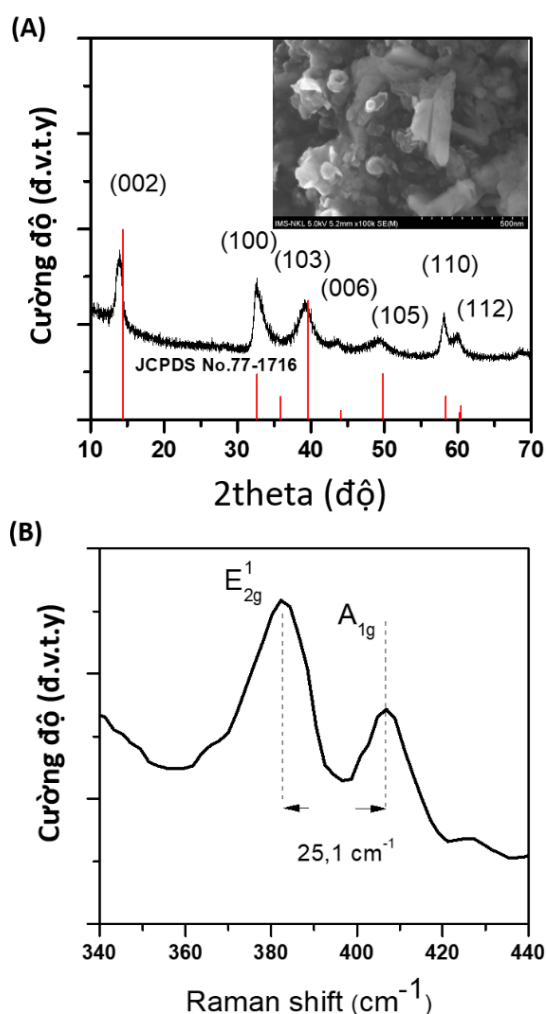 (A)
Cường độ (đ.v.t.y)
(002)
(100)
(103)
(006)
(105)
(110)
(112)
IMS-NKL 5.0kV 5.2mm x100k SE(M)
500nm
JCPDS No.77-1716
10 20 30 40 50 60 70
2theta (độ)
(B)
Cường độ (đ.v.t.y)
E¹₂g
A₁g
25,1 cm⁻¹
340 360 380 400 420 440
Raman shift (cm⁻¹)